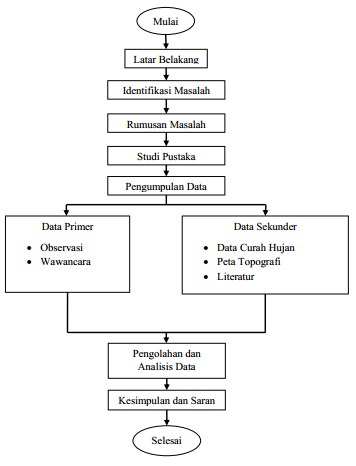 Mulai
Latar Belakang
Identifikasi Masalah
Rumusan Masalah
Studi Pustaka
Pengumpulan Data
Data Primer
• Observasi
• Wawancara
Data Sekunder
• Data Curah Hujan
• Peta Topografi
• Literatur
Pengolahan dan
Analisis Data
Kesimpulan dan Saran
Selesai